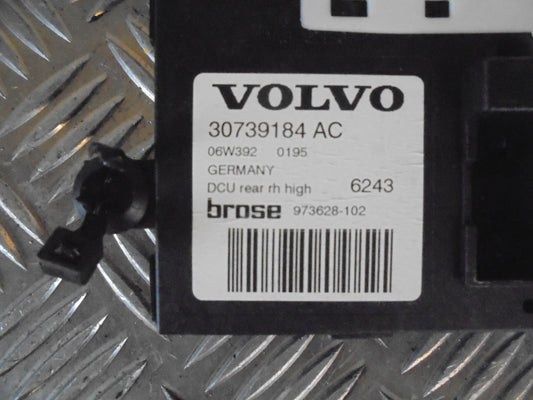 VOLVO
30739184 AC
06W392 0195
GERMANY
DCU rear rh high 6243
brose 973628-102